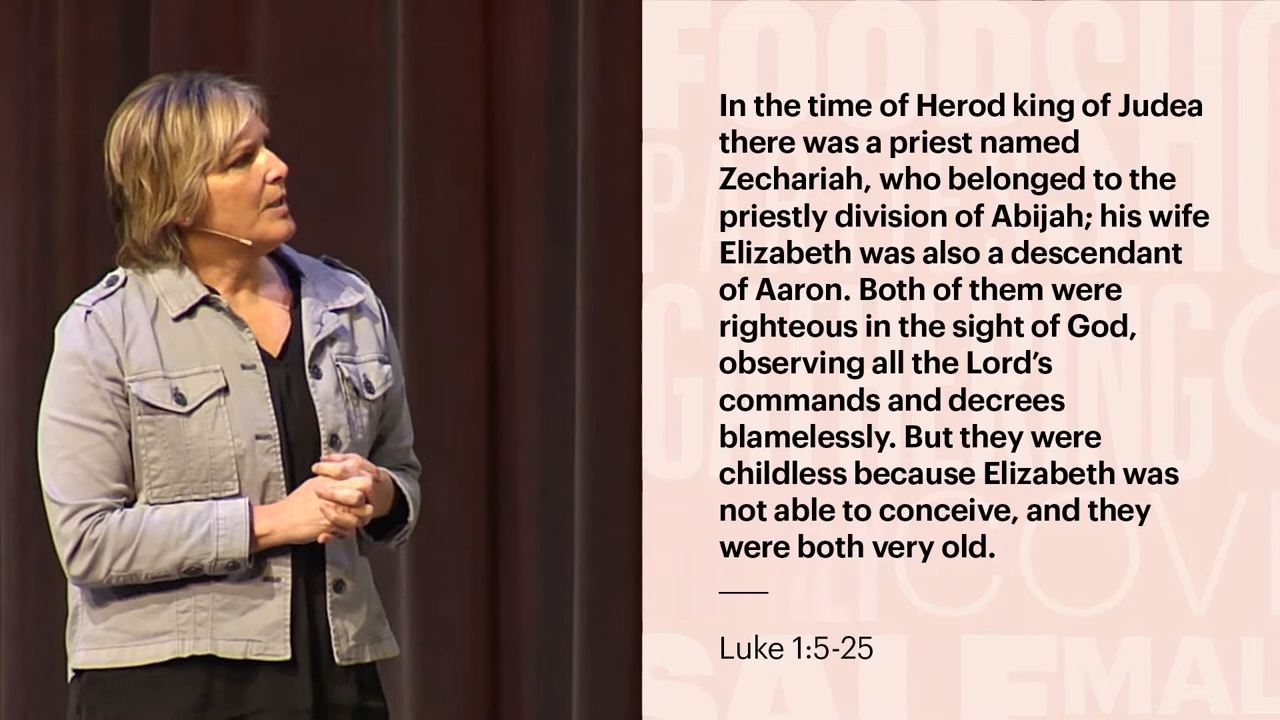 In the time of Herod king of Judea
there was a priest named
Zechariah, who belonged to the
priestly division of Abijah; his wife
Elizabeth was also a descendant
of Aaron. Both of them were
righteous in the sight of God,
observing all the Lord’s
commands and decrees
blamelessly. But they were
childless because Elizabeth was
not able to conceive, and they
were both very old.
Luke 1:5-25